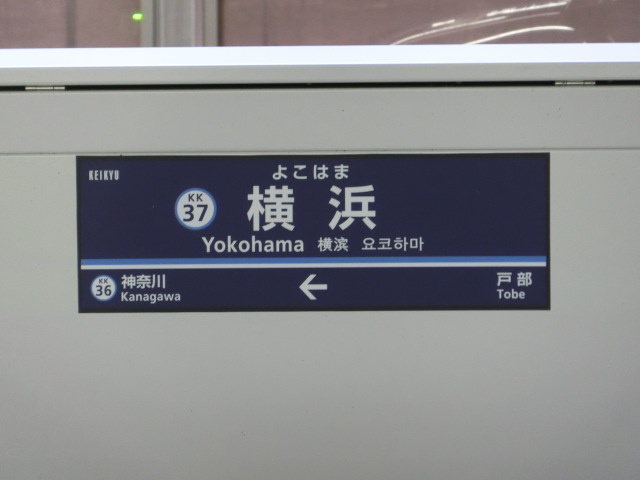 KEIKYU
よこはま
KK
37
横浜
Yokohama 横滨 요코하마
KK
36
神奈川
Kanagawa
←
戸部
Tobe